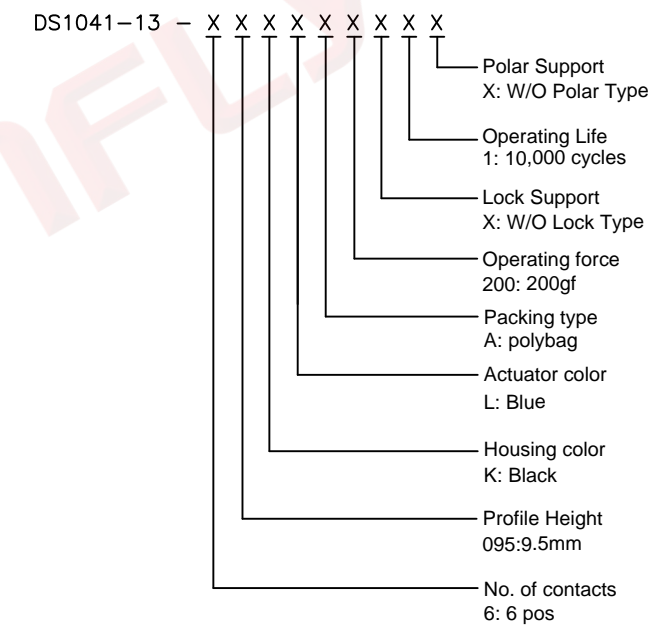 DS1041-13 - X X X X X X X X X
Polar Support
X: W/O Polar Type
Operating Life
1: 10,000 cycles
Lock Support
X: W/O Lock Type
Operating force
200: 200gf
Packing type
A: polybag
Actuator color
L: Blue
Housing color
K: Black
Profile Height
095:9.5mm
No. of contacts
6: 6 pos